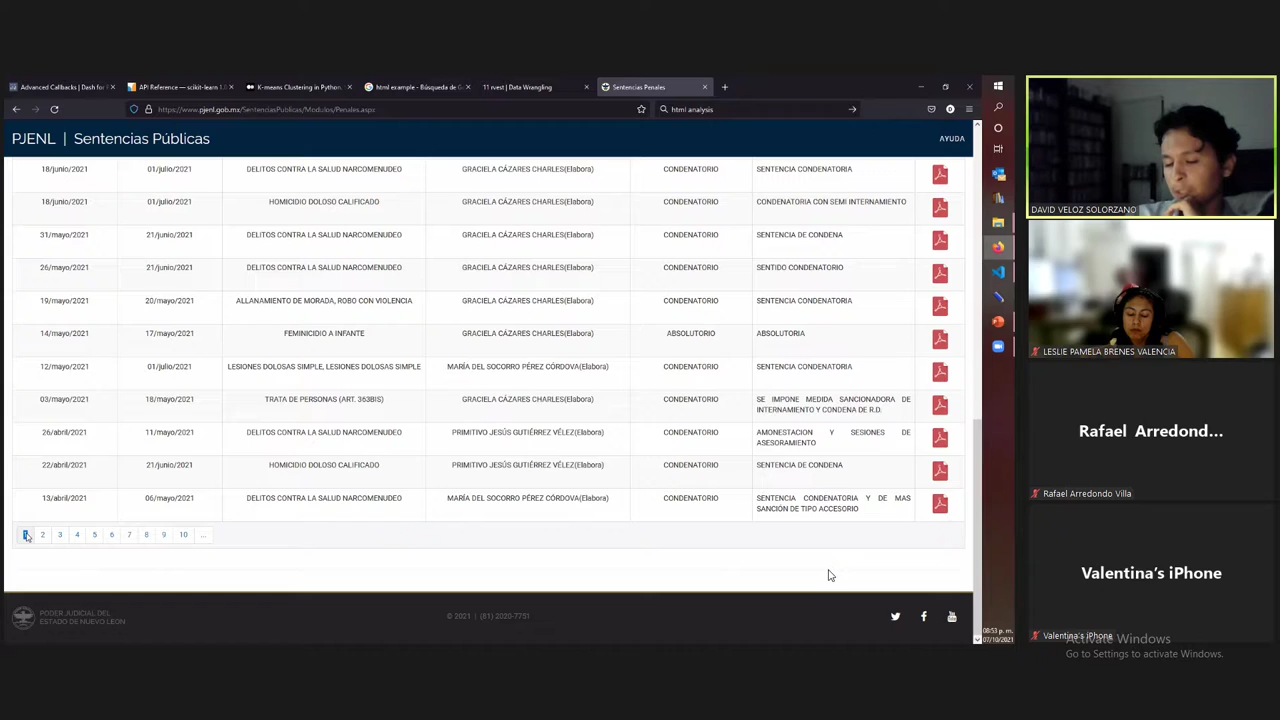 Advanced Callbacks | Dash for
API Reference — scikit-learn 1.0
K-means Clustering in Python
html example - Búsqueda de G
11 rvest | Data Wrangling
Sentencias Penales
https://www.pjenl.gob.mx/SentenciasPublicas/Modulos/Penales.aspx
html analysis
PJENL | Sentencias Públicas
AYUDA
18/junio/2021 01/julio/2021 DELITOS CONTRA LA SALUD NARCOMENUDEO GRACIELA CÁZARES CHARLES(Elabora) CONDENATORIO SENTENCIA CONDENATORIA
18/junio/2021 01/julio/2021 HOMICIDIO DOLOSO CALIFICADO GRACIELA CÁZARES CHARLES(Elabora) CONDENATORIO CONDENATORIA CON SEMI INTERNAMIENTO
31/mayo/2021 21/junio/2021 DELITOS CONTRA LA SALUD NARCOMENUDEO GRACIELA CÁZARES CHARLES(Elabora) CONDENATORIO SENTENCIA DE CONDENA
26/mayo/2021 21/junio/2021 DELITOS CONTRA LA SALUD NARCOMENUDEO GRACIELA CÁZARES CHARLES(Elabora) CONDENATORIO SENTIDO CONDENATORIO
19/mayo/2021 20/mayo/2021 ALLANAMIENTO DE MORADA, ROBO CON VIOLENCIA GRACIELA CÁZARES CHARLES(Elabora) CONDENATORIO SENTENCIA CONDENATORIA
14/mayo/2021 17/mayo/2021 FEMINICIDIO A INFANTE GRACIELA CÁZARES CHARLES(Elabora) ABSOLUTORIO ABSOLUTORIA
12/mayo/2021 01/julio/2021 LESIONES DOLOSAS SIMPLE, LESIONES DOLOSAS SIMPLE MARÍA DEL SOCORRO PÉREZ CÓRDOVA(Elabora) CONDENATORIO SENTENCIA CONDENATORIA
03/mayo/2021 18/mayo/2021 TRATA DE PERSONAS (ART. 363BIS) GRACIELA CÁZARES CHARLES(Elabora) CONDENATORIO SE IMPONE MEDIDA SANCIONADORA DE
INTERNAMIENTO Y CONDENA DE R.D.
26/abril/2021 11/mayo/2021 DELITOS CONTRA LA SALUD NARCOMENUDEO PRIMITIVO JESÚS GUTIÉRREZ VÉLEZ(Elabora) CONDENATORIO AMONESTACION Y SESIONES DE
ASESORAMIENTO
22/abril/2021 21/junio/2021 HOMICIDIO DOLOSO CALIFICADO PRIMITIVO JESÚS GUTIÉRREZ VÉLEZ(Elabora) CONDENATORIO SENTENCIA DE CONDENA
13/abril/2021 06/mayo/2021 DELITOS CONTRA LA SALUD NARCOMENUDEO MARÍA DEL SOCORRO PÉREZ CÓRDOVA(Elabora) CONDENATORIO SENTENCIA CONDENATORIA Y DE MAS
SANCIÓN DE TIPO ACCESORIO
1 2 3 4 5 6 7 8 9 10 ...
PODER JUDICIAL DEL
ESTADO DE NUEVO LEON
© 2021 | (81) 2020-7751
08:53 p. m.
07/10/2021
DAVID VELOZ SOLORZANO
LESLIE PAMELA BRENES VALENCIA
Rafael Arredond...
Rafael Arredondo Villa
Valentina's iPhone
Valentina's iPhone
Activate Windows
Go to Settings to activate Windows.